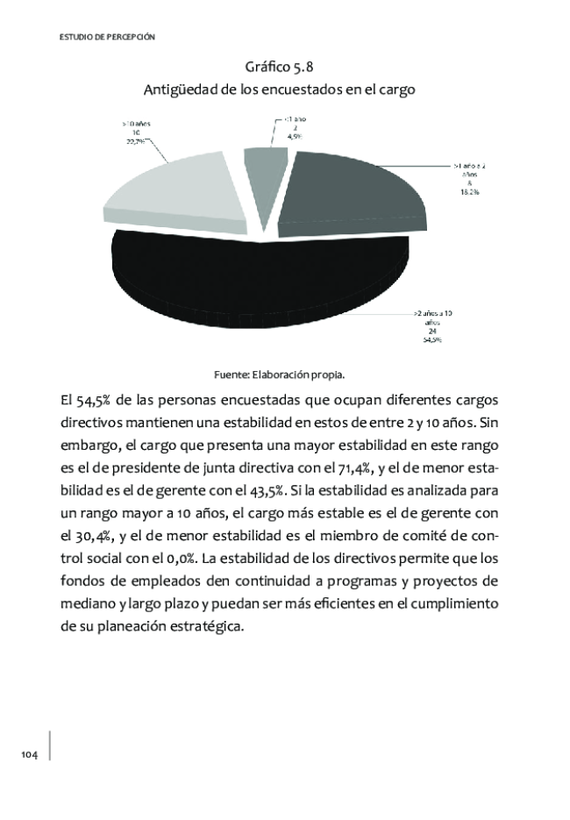 ESTUDIO DE PERCEPCIÓN
Gráfico 5.8
Antigüedad de los encuestados en el cargo
>10 años
10
22,7%
<1 año
2
4,5%
>1 año a 2
años
8
18,2%
>2 años a 10
años
24
54,5%
Fuente: Elaboración propia.
El 54,5% de las personas encuestadas que ocupan diferentes cargos
directivos mantienen una estabilidad en estos de entre 2 y 10 años. Sin
embargo, el cargo que presenta una mayor estabilidad en este rango
es el de presidente de junta directiva con el 71,4%, y el de menor esta-
bilidad es el de gerente con el 43,5%. Si la estabilidad es analizada para
un rango mayor a 10 años, el cargo más estable es el de gerente con
el 30,4%, y el de menor estabilidad es el miembro de comité de con-
trol social con el 0,0%. La estabilidad de los directivos permite que los
fondos de empleados den continuidad a programas y proyectos de
mediano y largo plazo y puedan ser más eficientes en el cumplimiento
de su planeación estratégica.
104